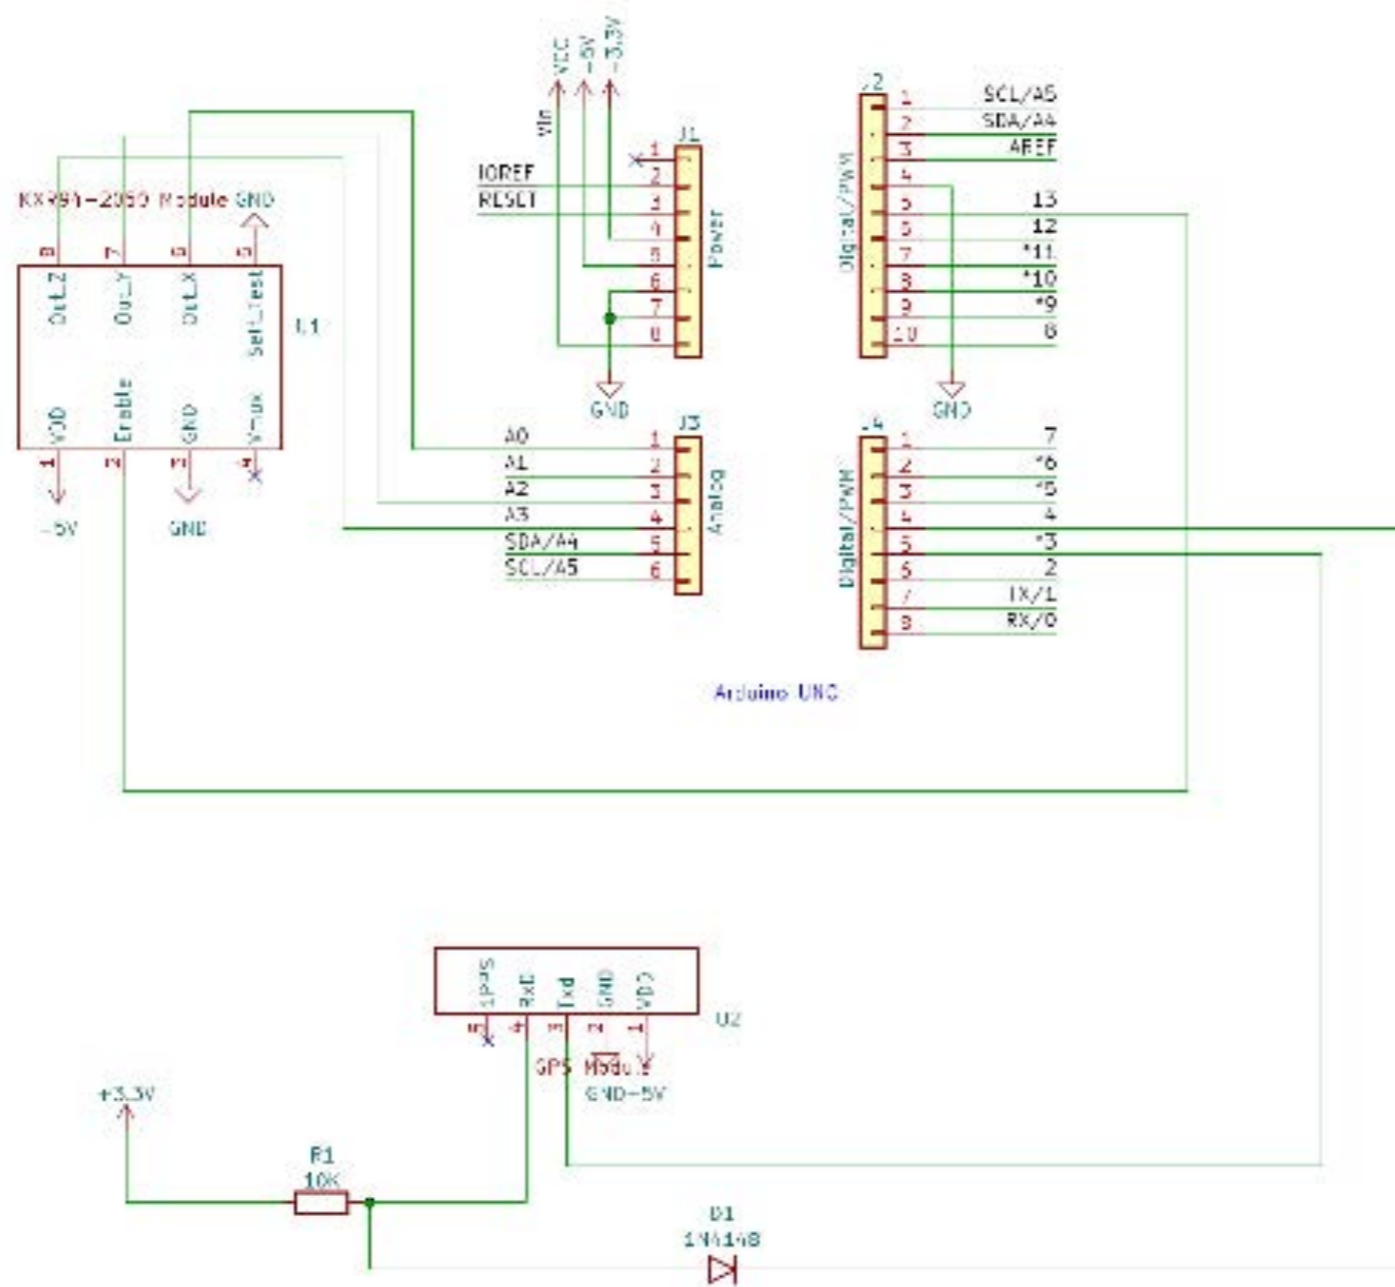 VCC
+5V
+3.3V
Vin
J1
1
2
3
4
5
6
7
8
IOREF
RESET
Power
GND
J2
1
2
3
4
5
6
7
8
9
10
SCL/A5
SDA/A4
AREF
13
12
*11
*10
*9
8
Digital/PWM
GND
KXR94-2050 Module
GND
8
7
6
5
Out_Z
Out_Y
Out_X
Self_Test
U1
VDD
Enable
GND
Vmux
1
2
3
4
+5V
GND
J3
A0
A1
A2
A3
SDA/A4
SCL/A5
1
2
3
4
5
6
Analog
J4
1
2
3
4
5
6
7
8
7
*6
*5
4
*3
2
TX/1
RX/0
Digital/PWM
Arduino UNO
1PPS
RxD
Txd
GND
VDD
5
4
3
2
1
U2
GPS Module
GND
+5V
+3.3V
R1
10K
D1
1N4148